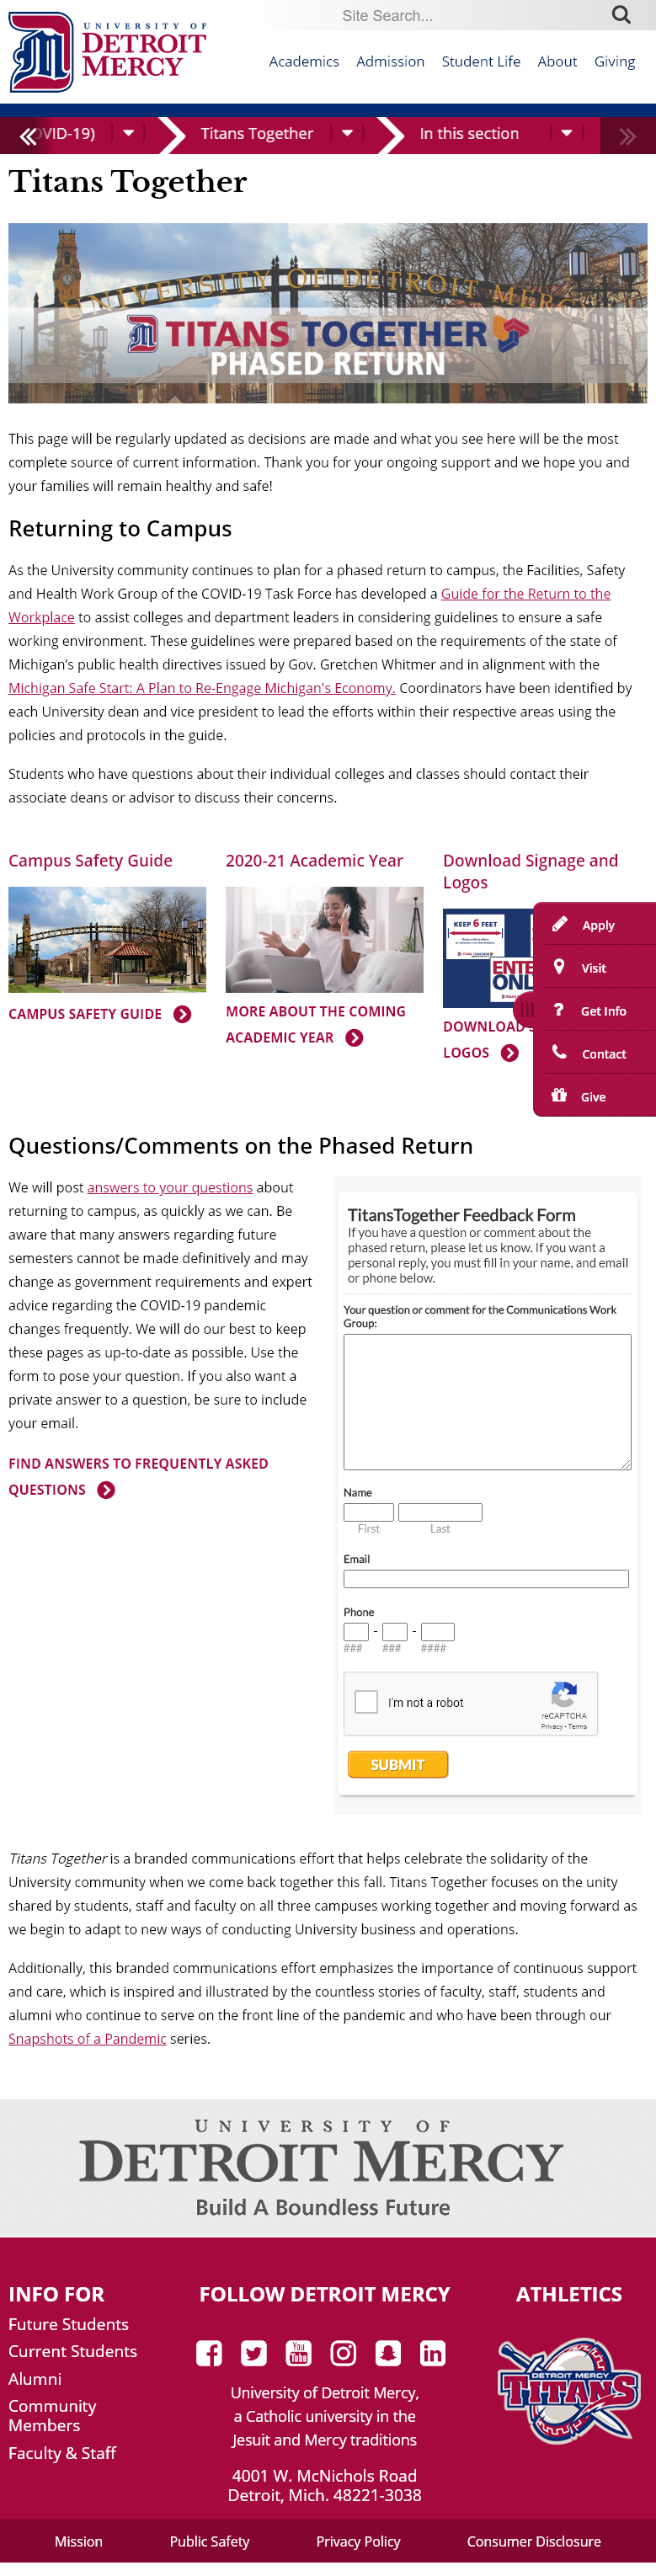 UNIVERSITY OF
DETROIT
MERCY
Site Search...
Academics Admission Student Life About Giving
OVID-19) Titans Together In this section
Titans Together
UNIVERSITY OF DETROIT MERCY
TITANS TOGETHER
PHASED RETURN
This page will be regularly updated as decisions are made and what you see here will be the most
complete source of current information. Thank you for your ongoing support and we hope you and
your families will remain healthy and safe!
Returning to Campus
As the University community continues to plan for a phased return to campus, the Facilities, Safety
and Health Work Group of the COVID-19 Task Force has developed a Guide for the Return to the
Workplace to assist colleges and department leaders in considering guidelines to ensure a safe
working environment. These guidelines were prepared based on the requirements of the state of
Michigan's public health directives issued by Gov. Gretchen Whitmer and in alignment with the
Michigan Safe Start: A Plan to Re-Engage Michigan's Economy. Coordinators have been identified by
each University dean and vice president to lead the efforts within their respective areas using the
policies and protocols in the guide.
Students who have questions about their individual colleges and classes should contact their
associate deans or advisor to discuss their concerns.
Campus Safety Guide
CAMPUS SAFETY GUIDE
2020-21 Academic Year
MORE ABOUT THE COMING
ACADEMIC YEAR
Download Signage and
Logos
KEEP 6 FEET
ENTE
ONL
DOWNLOAD S
LOGOS
Apply
Visit
Get Info
Contact
Give
Questions/Comments on the Phased Return
We will post answers to your questions about
returning to campus, as quickly as we can. Be
aware that many answers regarding future
semesters cannot be made definitively and may
change as government requirements and expert
advice regarding the COVID-19 pandemic
changes frequently. We will do our best to keep
these pages as up-to-date as possible. Use the
form to pose your question. If you also want a
private answer to a question, be sure to include
your email.
FIND ANSWERS TO FREQUENTLY ASKED
QUESTIONS
TitansTogether Feedback Form
If you have a question or comment about the
phased return, please let us know. If you want a
personal reply, you must fill in your name, and email
or phone below.
Your question or comment for the Communications Work
Group:
Name
First Last
Email
Phone
- -
### ### ####
I'm not a robot
reCAPTCHA
Privacy - Terms
SUBMIT
Titans Together is a branded communications effort that helps celebrate the solidarity of the
University community when we come back together this fall. Titans Together focuses on the unity
shared by students, staff and faculty on all three campuses working together and moving forward as
we begin to adapt to new ways of conducting University business and operations.
Additionally, this branded communications effort emphasizes the importance of continuous support
and care, which is inspired and illustrated by the countless stories of faculty, staff, students and
alumni who continue to serve on the front line of the pandemic and who have been through our
Snapshots of a Pandemic series.
UNIVERSITY OF
DETROIT MERCY
Build A Boundless Future
INFO FOR
Future Students
Current Students
Alumni
Community
Members
Faculty & Staff
FOLLOW DETROIT MERCY
You
Tube
University of Detroit Mercy,
a Catholic university in the
Jesuit and Mercy traditions
4001 W. McNichols Road
Detroit, Mich. 48221-3038
ATHLETICS
DETROIT MERCY
TITANS
Mission Public Safety Privacy Policy Consumer Disclosure